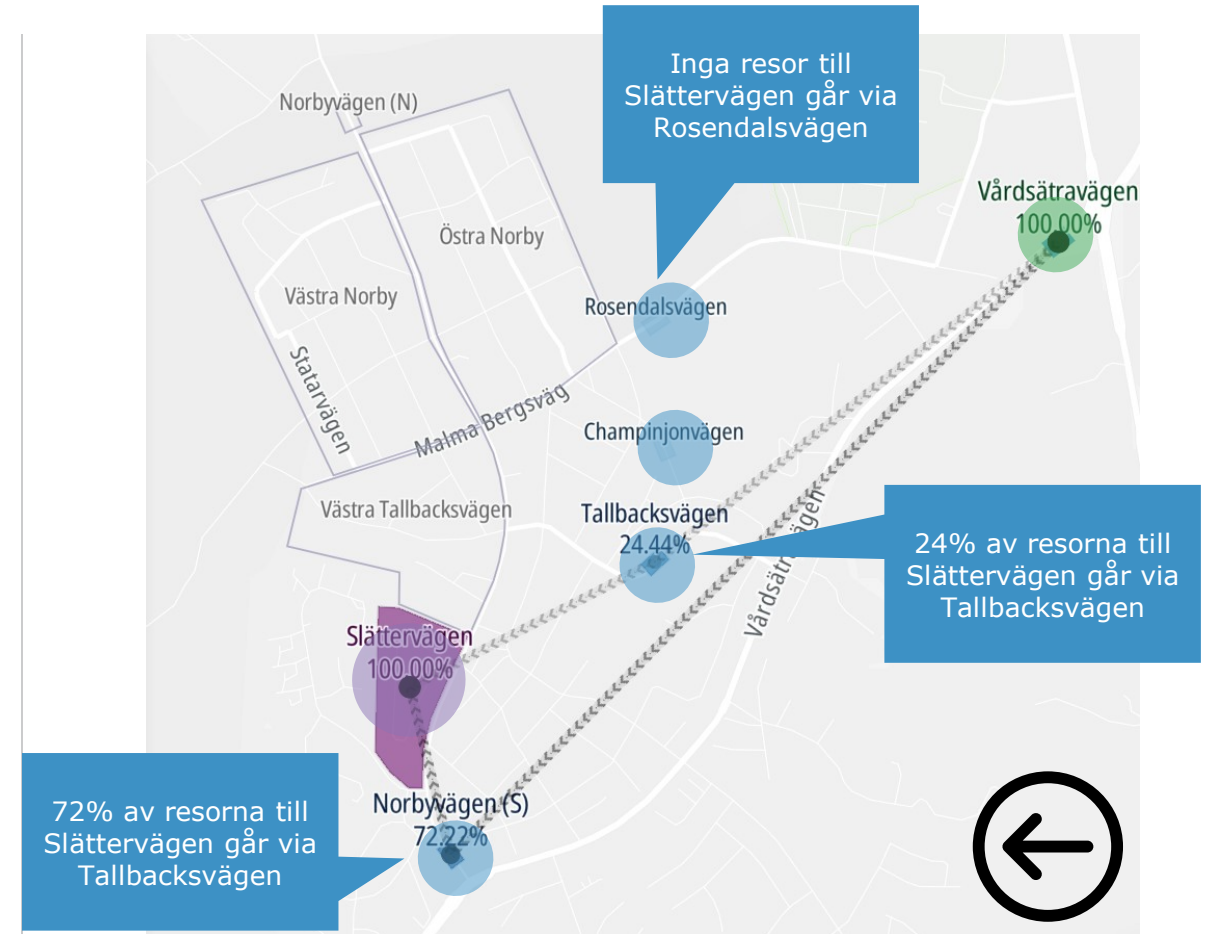 Inga resor till
Slättervägen går via
Rosendalsvägen
Norbyvägen (N)
Vårdsätravägen
100.00%
Östra Norby
Västra Norby
Rosendalsvägen
Statarvägen
Malma Bergsväg
Champinjonvägen
Västra Tallbacksvägen
Tallbacksvägen
24.44%
Vårdsätravägen
24% av resorna till
Slättervägen går via
Tallbacksvägen
Slättervägen
100.00%
Norbyvägen (S)
72.22%
72% av resorna till
Slättervägen går via
Tallbacksvägen